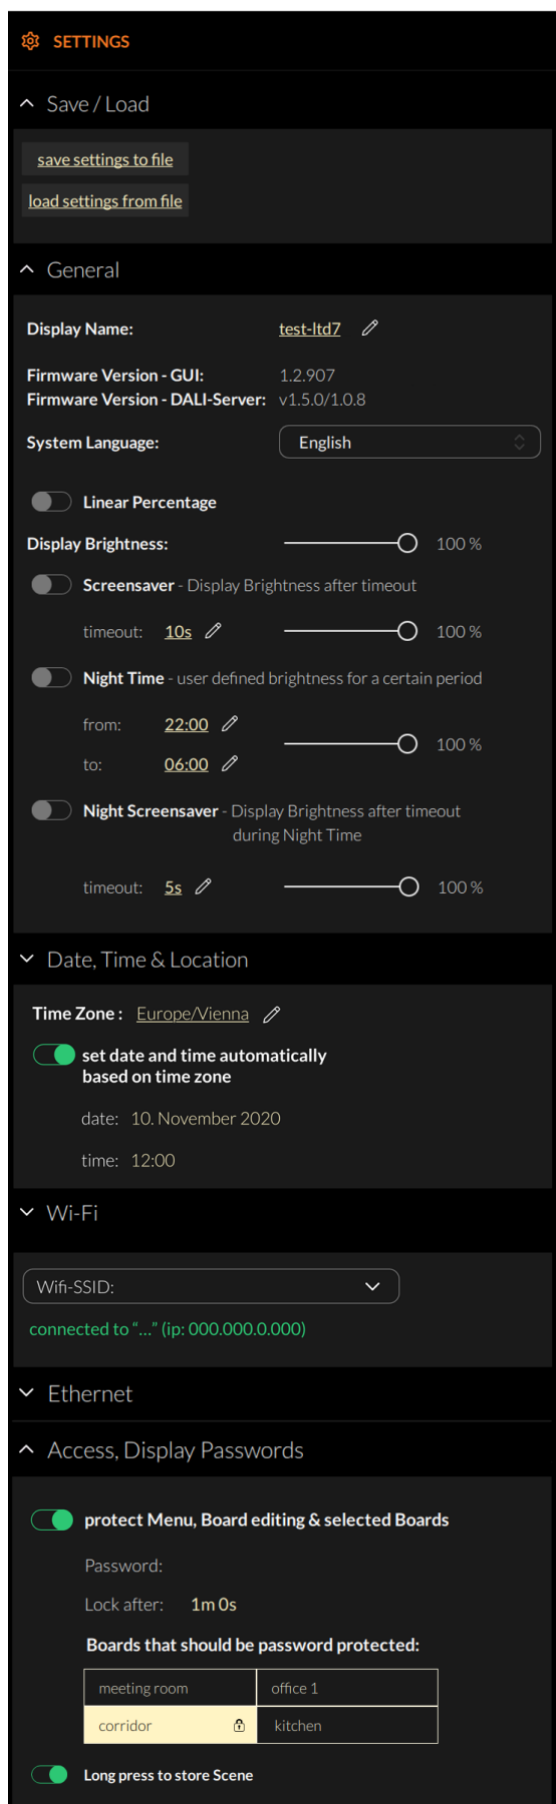 SETTINGS
Save / Load
save settings to file
load settings from file
General
Display Name: test-ltd7
Firmware Version - GUI: 1.2.907
Firmware Version - DALI-Server: v1.5.0/1.0.8
System Language: English
Linear Percentage
Display Brightness: 100 %
Screensaver - Display Brightness after timeout
timeout: 10s 100 %
Night Time - user defined brightness for a certain period
from: 22:00
100 %
to: 06:00
Night Screensaver - Display Brightness after timeout
during Night Time
timeout: 5s 100 %
Date, Time & Location
Time Zone : Europe/Vienna
set date and time automatically
based on time zone
date: 10. November 2020
time: 12:00
Wi-Fi
Wifi-SSID:
connected to “...” (ip: 000.000.0.000)
Ethernet
Access, Display Passwords
protect Menu, Board editing & selected Boards
Password:
Lock after: 1m 0s
Boards that should be password protected:
meeting room office 1
corridor kitchen
Long press to store Scene